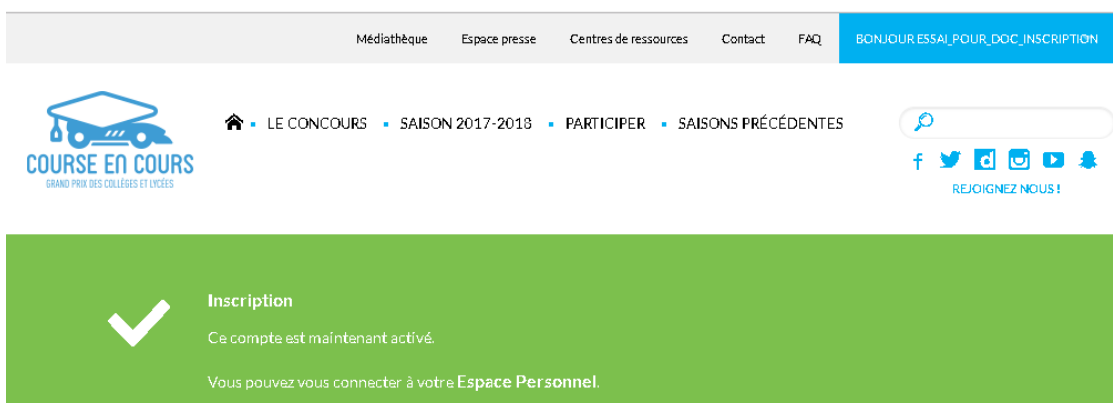 Médiathèque Espace presse Centres de ressources Contact FAQ BONJOUR ESSAI_POUR_DOC_INSCRIPTION
LE CONCOURS SAISON 2017-2018 PARTICIPER SAISONS PRÉCÉDENTES
COURSE EN COURS
GRAND PRIX DES COLLÈGES ET LYCÉES
REJOIGNEZ NOUS !
Inscription
Ce compte est maintenant activé.
Vous pouvez vous connecter à votre Espace Personnel.